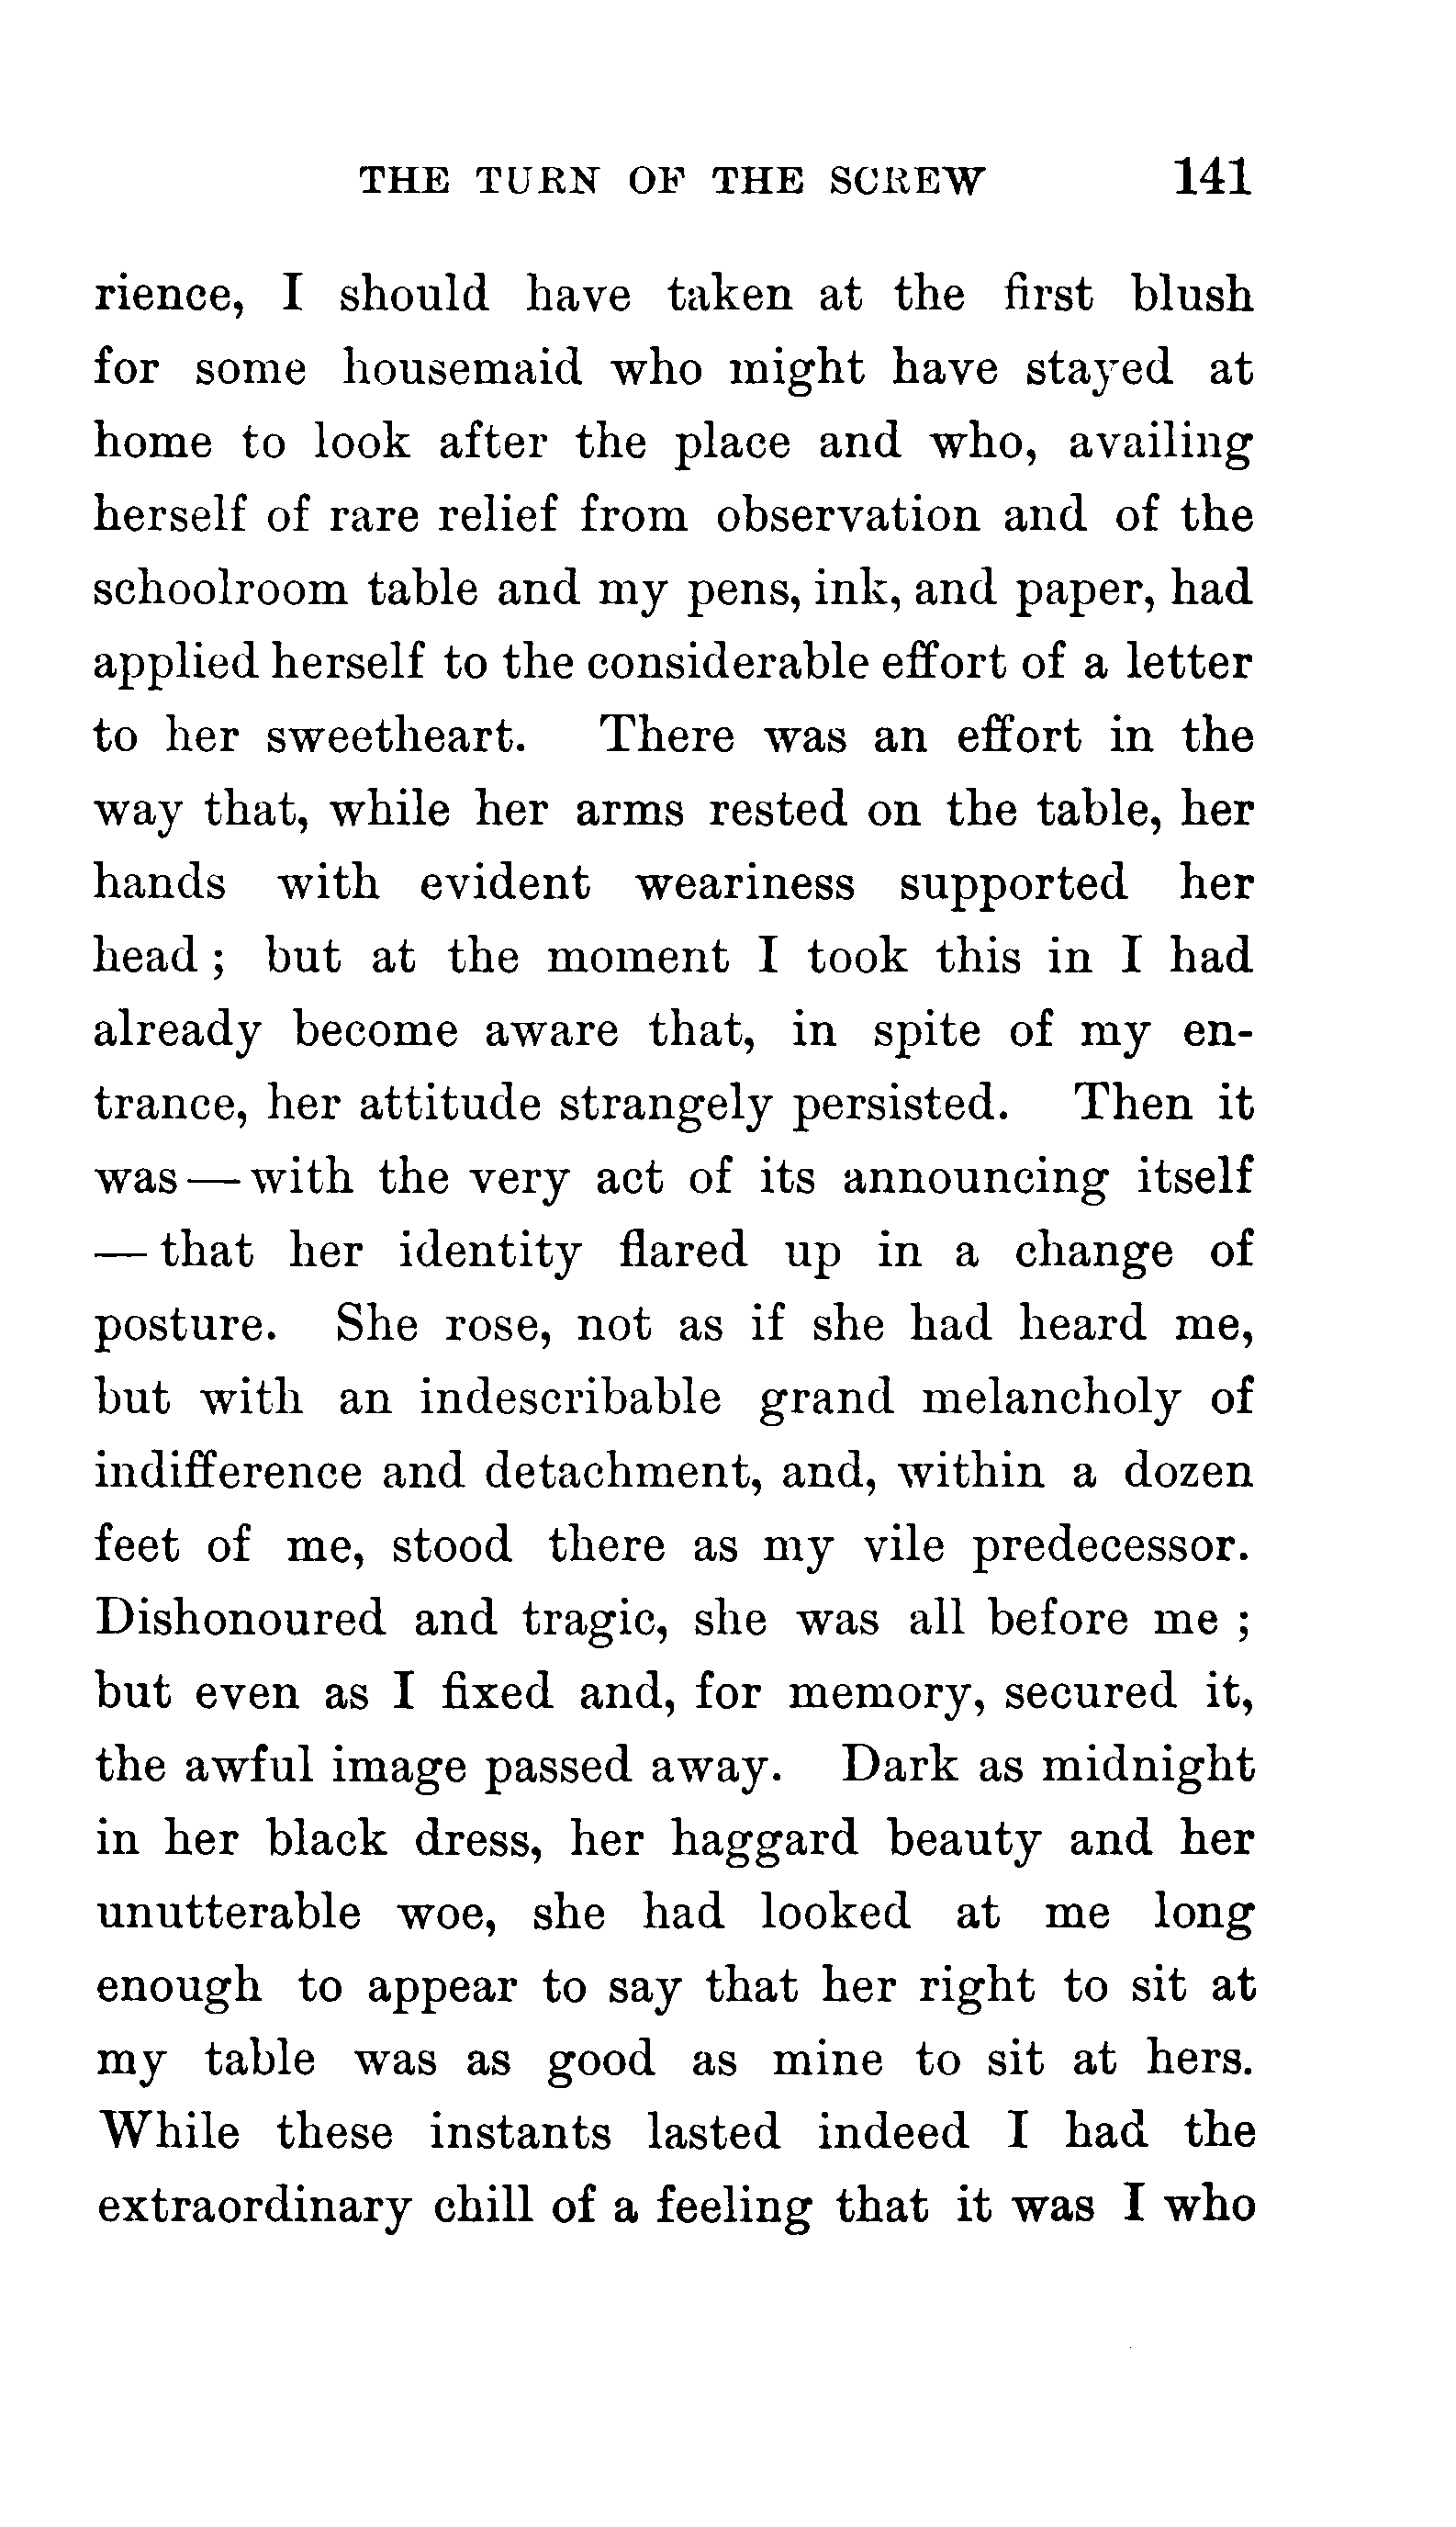 THE TURN OF THE SCREW 141
rience, I should have taken at the first blush
for some housemaid who might have stayed at
home to look after the place and who, availing
herself of rare relief from observation and of the
schoolroom table and my pens, ink, and paper, had
applied herself to the considerable effort of a letter
to her sweetheart. There was an effort in the
way that, while her arms rested on the table, her
hands with evident weariness supported her
head ; but at the moment I took this in I had
already become aware that, in spite of my en-
trance, her attitude strangely persisted. Then it
was — with the very act of its announcing itself
— that her identity flared up in a change of
posture. She rose, not as if she had heard me,
but with an indescribable grand melancholy of
indifference and detachment, and, within a dozen
feet of me, stood there as my vile predecessor.
Dishonoured and tragic, she was all before me ;
but even as I fixed and, for memory, secured it,
the awful image passed away. Dark as midnight
in her black dress, her haggard beauty and her
unutterable woe, she had looked at me long
enough to appear to say that her right to sit at
my table was as good as mine to sit at hers.
While these instants lasted indeed I had the
extraordinary chill of a feeling that it was I who